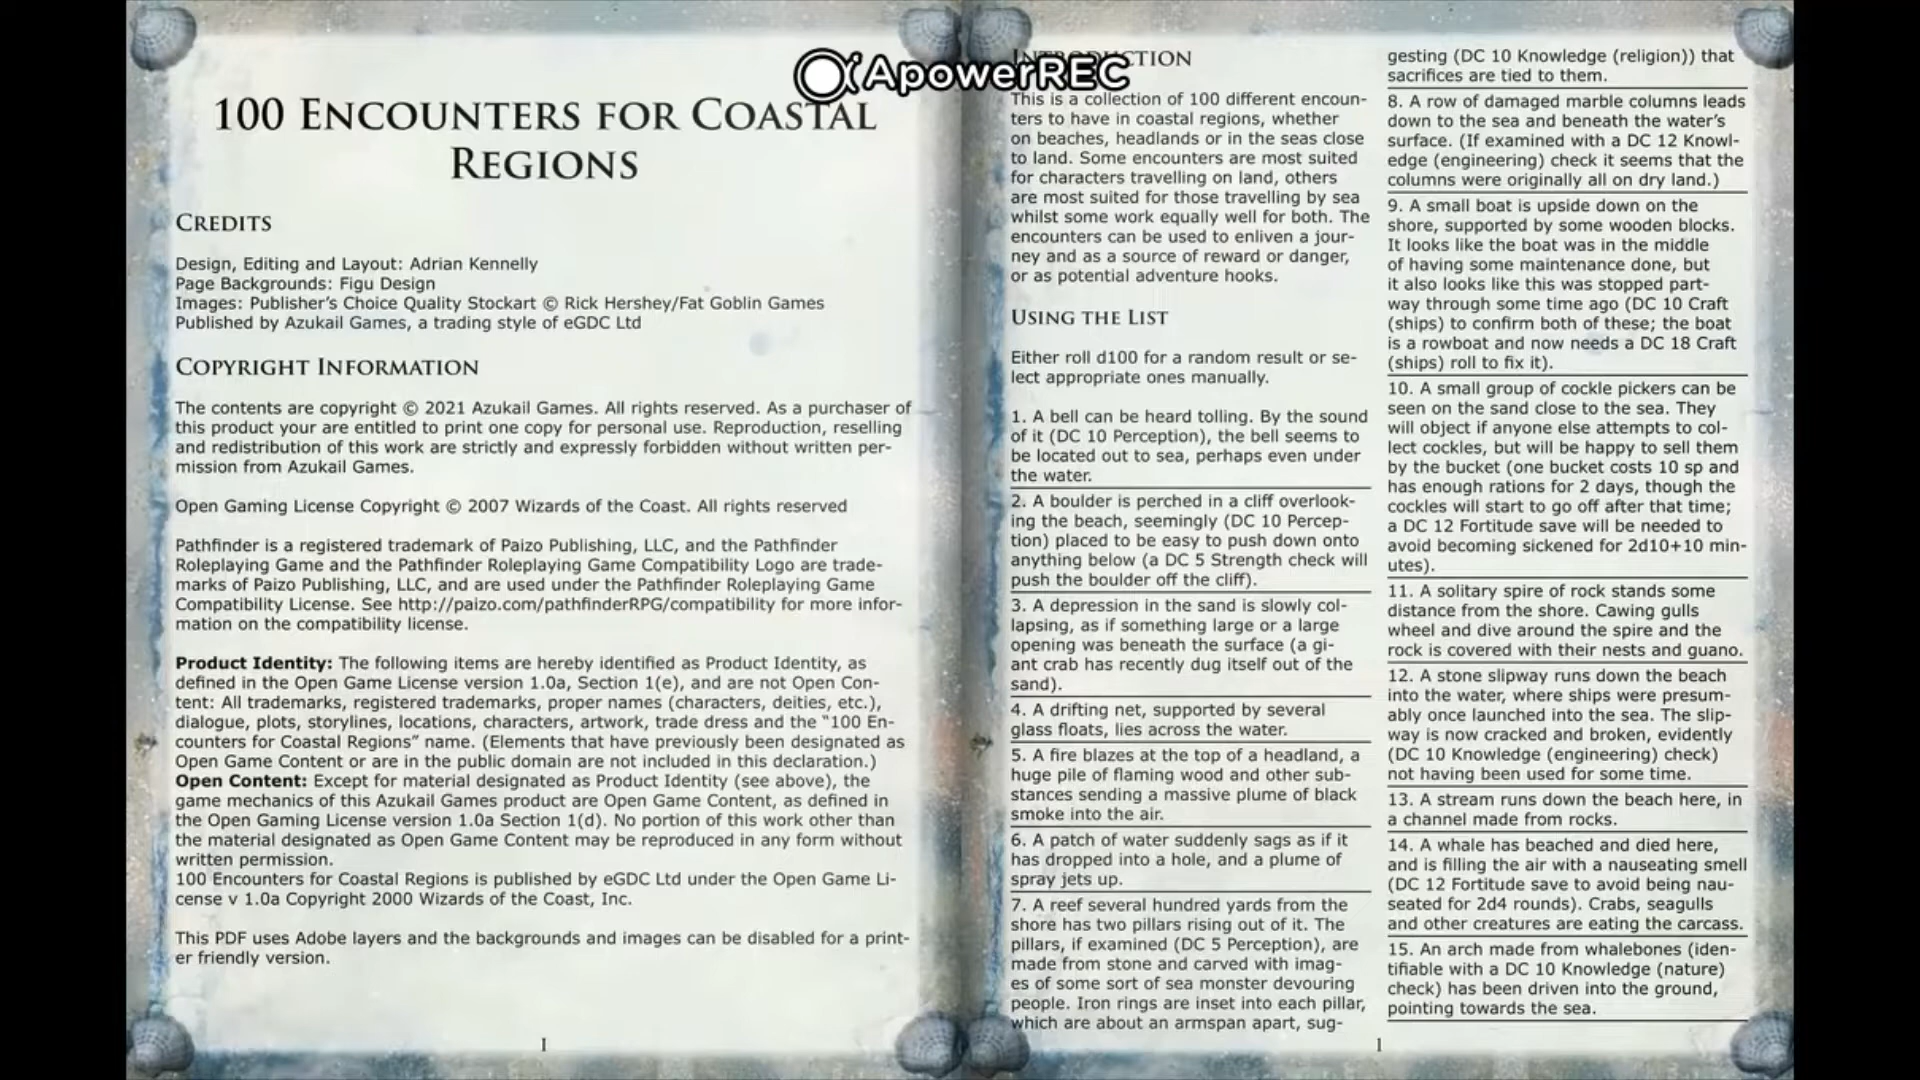 ApowerREC
100 Encounters for Coastal
Regions
Credits
Design, Editing and Layout: Adrian Kennelly
Page Backgrounds: Figu Design
Images: Publisher’s Choice Quality Stockart © Rick Hershey/Fat Goblin Games
Published by Azukail Games, a trading style of eGDC Ltd
Copyright Information
The contents are copyright © 2021 Azukail Games. All rights reserved. As a purchaser of
this product your are entitled to print one copy for personal use. Reproduction, reselling
and redistribution of this work are strictly and expressly forbidden without written per-
mission from Azukail Games.
Open Gaming License Copyright © 2007 Wizards of the Coast. All rights reserved
Pathfinder is a registered trademark of Paizo Publishing, LLC, and the Pathfinder
Roleplaying Game and the Pathfinder Roleplaying Game Compatibility Logo are trade-
marks of Paizo Publishing, LLC, and are used under the Pathfinder Roleplaying Game
Compatibility License. See http://paizo.com/pathfinderRPG/compatibility for more infor-
mation on the compatibility license.
Product Identity: The following items are hereby identified as Product Identity, as
defined in the Open Game License version 1.0a, Section 1(e), and are not Open Con-
tent: All trademarks, registered trademarks, proper names (characters, deities, etc.),
dialogue, plots, storylines, locations, characters, artwork, trade dress and the “100 En-
counters for Coastal Regions” name. (Elements that have previously been designated as
Open Game Content or are in the public domain are not included in this declaration.)
Open Content: Except for material designated as Product Identity (see above), the
game mechanics of this Azukail Games product are Open Game Content, as defined in
the Open Gaming License version 1.0a Section 1(d). No portion of this work other than
the material designated as Open Game Content may be reproduced in any form without
written permission.
100 Encounters for Coastal Regions is published by eGDC Ltd under the Open Game Li-
cense v 1.0a Copyright 2000 Wizards of the Coast, Inc.
This PDF uses Adobe layers and the backgrounds and images can be disabled for a print-
er friendly version.
1
Introduction
This is a collection of 100 different encoun-
ters to have in coastal regions, whether
on beaches, headlands or in the seas close
to land. Some encounters are most suited
for characters travelling on land, others
are most suited for those travelling by sea
whilst some work equally well for both. The
encounters can be used to enliven a jour-
ney and as a source of reward or danger,
or as potential adventure hooks.
Using the List
Either roll d100 for a random result or se-
lect appropriate ones manually.
1. A bell can be heard tolling. By the sound
of it (DC 10 Perception), the bell seems to
be located out to sea, perhaps even under
the water.
2. A boulder is perched in a cliff overlook-
ing the beach, seemingly (DC 10 Percep-
tion) placed to be easy to push down onto
anything below (a DC 5 Strength check will
push the boulder off the cliff).
3. A depression in the sand is slowly col-
lapsing, as if something large or a large
opening was beneath the surface (a gi-
ant crab has recently dug itself out of the
sand).
4. A drifting net, supported by several
glass floats, lies across the water.
5. A fire blazes at the top of a headland, a
huge pile of flaming wood and other sub-
stances sending a massive plume of black
smoke into the air.
6. A patch of water suddenly sags as if it
has dropped into a hole, and a plume of
spray jets up.
7. A reef several hundred yards from the
shore has two pillars rising out of it. The
pillars, if examined (DC 5 Perception), are
made from stone and carved with imag-
es of some sort of sea monster devouring
people. Iron rings are inset into each pillar,
which are about an armspan apart, sug-
gesting (DC 10 Knowledge (religion)) that
sacrifices are tied to them.
8. A row of damaged marble columns leads
down to the sea and beneath the water’s
surface. (If examined with a DC 12 Knowl-
edge (engineering) check it seems that the
columns were originally all on dry land.)
9. A small boat is upside down on the
shore, supported by some wooden blocks.
It looks like the boat was in the middle
of having some maintenance done, but
it also looks like this was stopped part-
way through some time ago (DC 10 Craft
(ships) to confirm both of these; the boat
is a rowboat and now needs a DC 18 Craft
(ships) roll to fix it).
10. A small group of cockle pickers can be
seen on the sand close to the sea. They
will object if anyone else attempts to col-
lect cockles, but will be happy to sell them
by the bucket (one bucket costs 10 sp and
has enough rations for 2 days, though the
cockles will start to go off after that time;
a DC 12 Fortitude save will be needed to
avoid becoming sickened for 2d10+10 min-
utes).
11. A solitary spire of rock stands some
distance from the shore. Cawing gulls
wheel and dive around the spire and the
rock is covered with their nests and guano.
12. A stone slipway runs down the beach
into the water, where ships were presum-
ably once launched into the sea. The slip-
way is now cracked and broken, evidently
(DC 10 Knowledge (engineering) check)
not having been used for some time.
13. A stream runs down the beach here, in
a channel made from rocks.
14. A whale has beached and died here,
and is filling the air with a nauseating smell
(DC 12 Fortitude save to avoid being nau-
seated for 2d4 rounds). Crabs, seagulls
and other creatures are eating the carcass.
15. An arch made from whalebones (iden-
tifiable with a DC 10 Knowledge (nature)
check) has been driven into the ground,
pointing towards the sea.
1